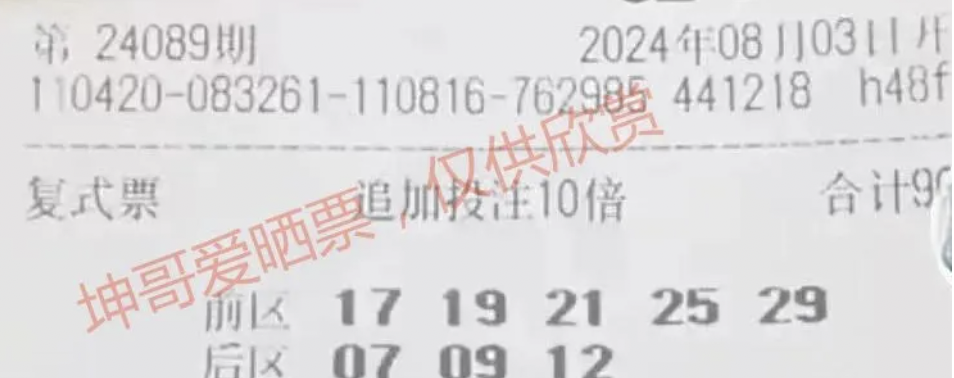 第 24089期 2024年08月03日开
110420-083261-110816-762985 441218 h48f
复式票 追加投注10倍 合计90
坤哥爱晒票，仅供欣赏
前区 17 19 21 25 29
后区 07 09 12